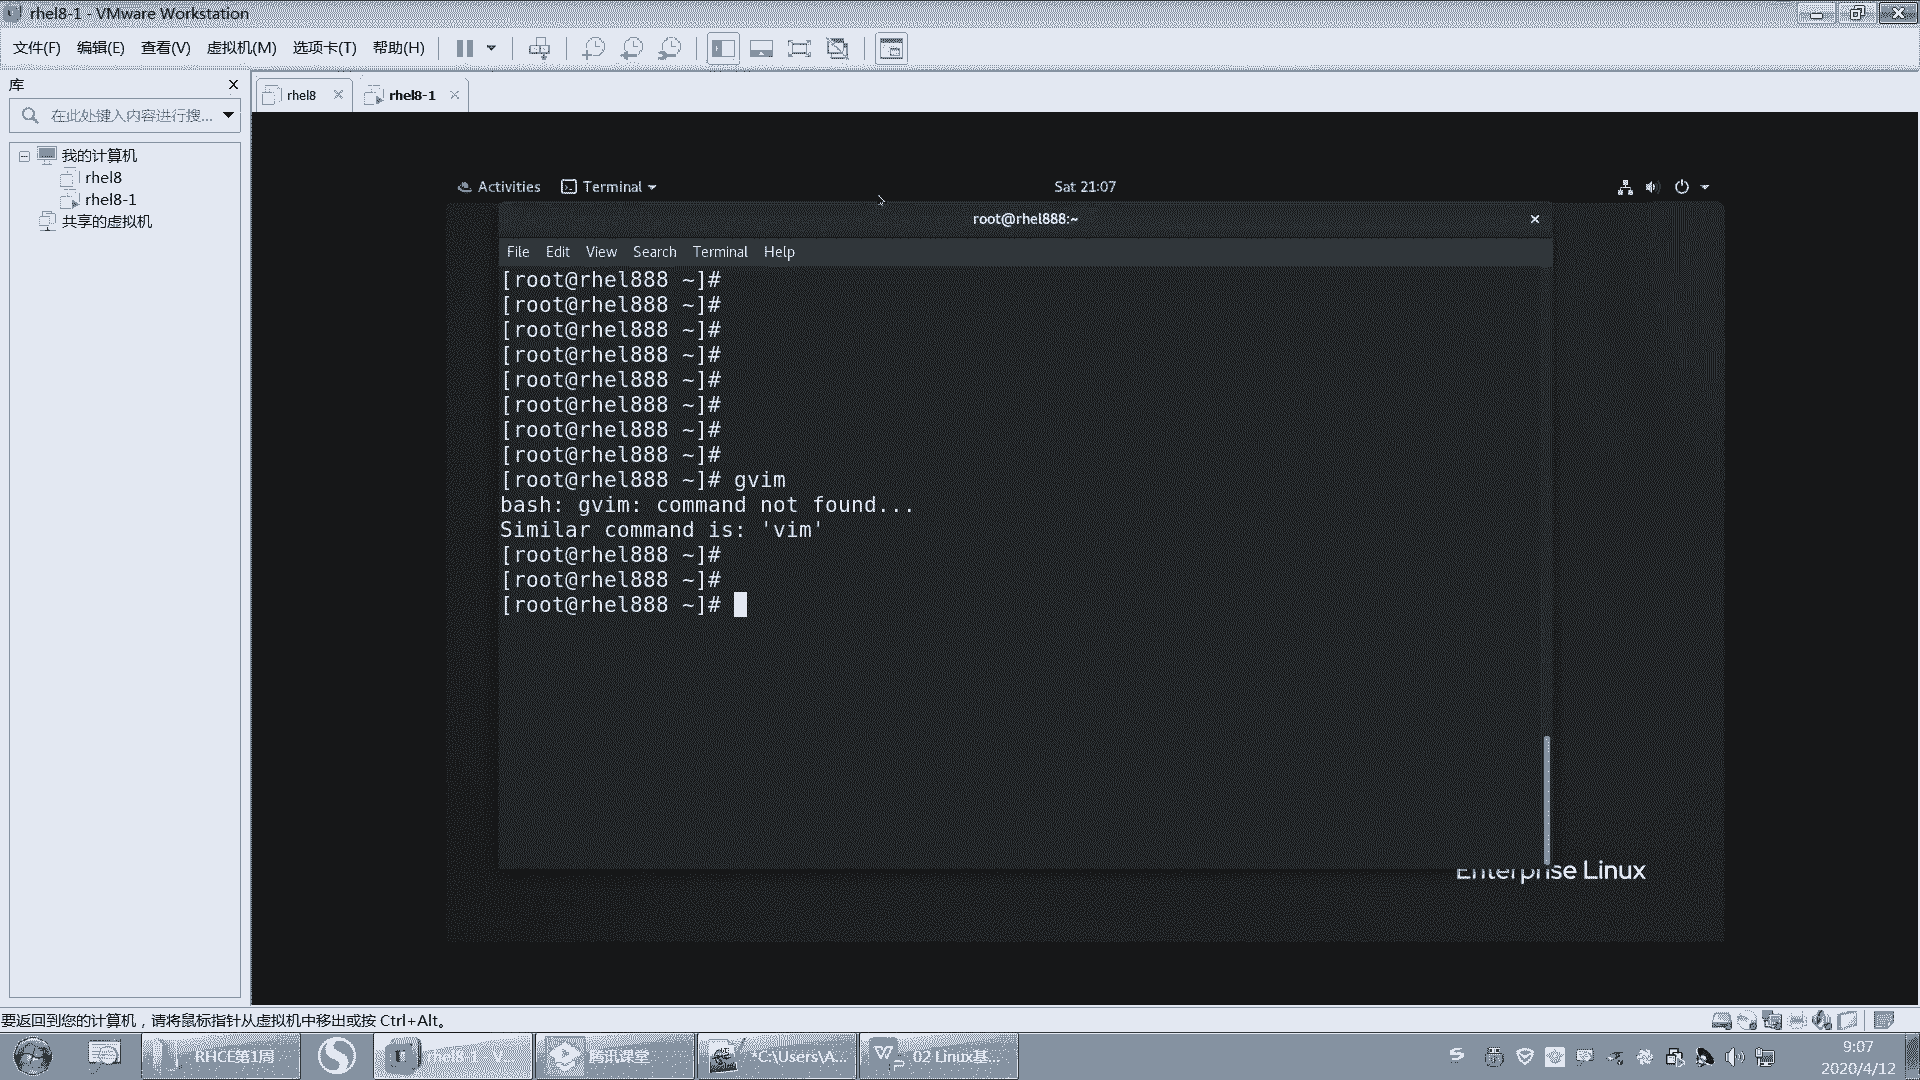 rhel8-1 - VMware Workstation
文件(F) 编辑(E) 查看(V) 虚拟机(M) 选项卡(T) 帮助(H)
库
在此处键入内容进行搜...
我的计算机
rhel8
rhel8-1
共享的虚拟机
rhel8
rhel8-1
Activities Terminal Sat 21:07
root@rhel888:~
File Edit View Search Terminal Help
[root@rhel888 ~]#
[root@rhel888 ~]#
[root@rhel888 ~]#
[root@rhel888 ~]#
[root@rhel888 ~]#
[root@rhel888 ~]#
[root@rhel888 ~]#
[root@rhel888 ~]#
[root@rhel888 ~]# gvim
bash: gvim: command not found...
Similar command is: 'vim'
[root@rhel888 ~]#
[root@rhel888 ~]#
[root@rhel888 ~]#
Enterprise Linux
要返回到您的计算机，请将鼠标指针从虚拟机中移出或按 Ctrl+Alt。
RHCE第1周 rhel8-1 - V... 腾讯课堂 *C:\Users\A... 02 Linux基...
9:07
2020/4/12